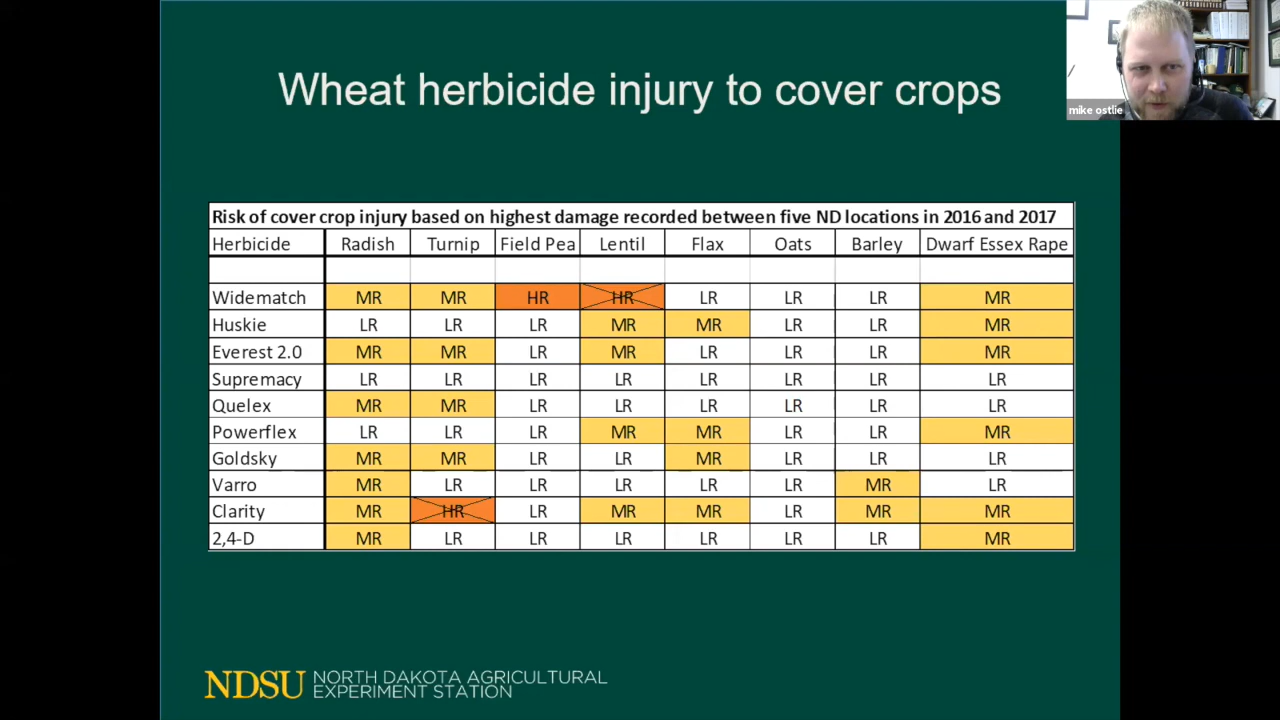 Wheat herbicide injury to cover crops
mike ostlie
Risk of cover crop injury based on highest damage recorded between five ND locations in 2016 and 2017
Herbicide Radish Turnip Field Pea Lentil Flax Oats Barley Dwarf Essex Rape
Widematch MR MR HR HR LR LR LR MR
Huskie LR LR LR MR MR LR LR MR
Everest 2.0 MR MR LR MR LR LR LR MR
Supremacy LR LR LR LR LR LR LR LR
Quelex MR MR LR LR LR LR LR LR
Powerflex LR LR LR MR MR LR LR MR
Goldsky MR MR LR LR MR LR LR LR
Varro MR LR LR LR LR LR MR LR
Clarity MR HR LR MR MR LR MR MR
2,4-D MR LR LR LR LR LR LR MR
NDSU NORTH DAKOTA AGRICULTURAL
EXPERIMENT STATION